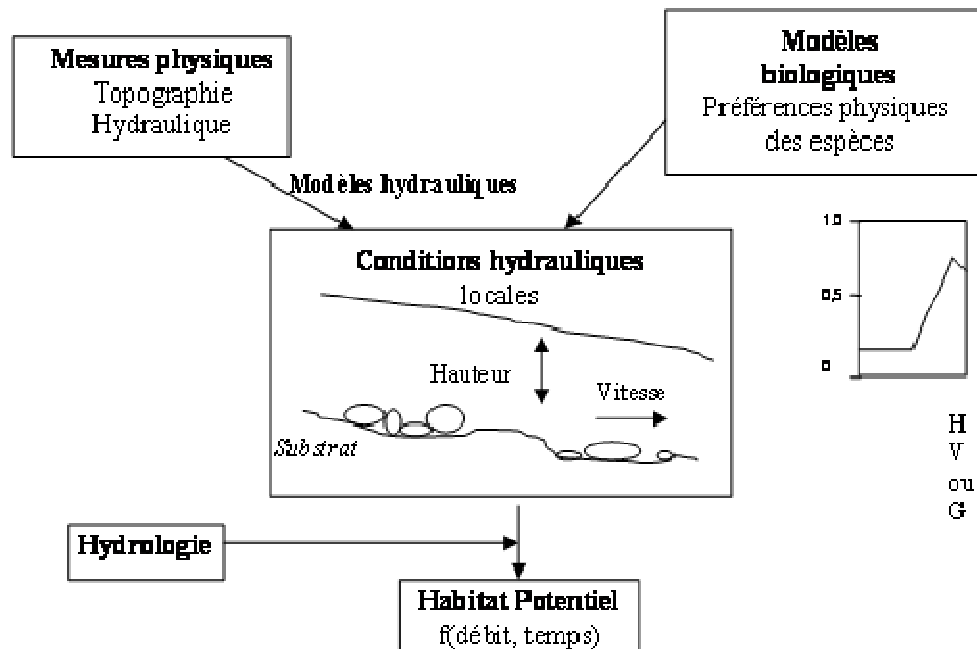 Mesures physiques
Topographie
Hydraulique
Modèles
biologiques
Préférences physiques
des espèces
Modèles hydrauliques
Conditions hydrauliques
locales
Hauteur
Vitesse
Substrat
1,0
0,5
0
H
V
ou
G
Hydrologie
Habitat Potentiel
f(débit, temps)